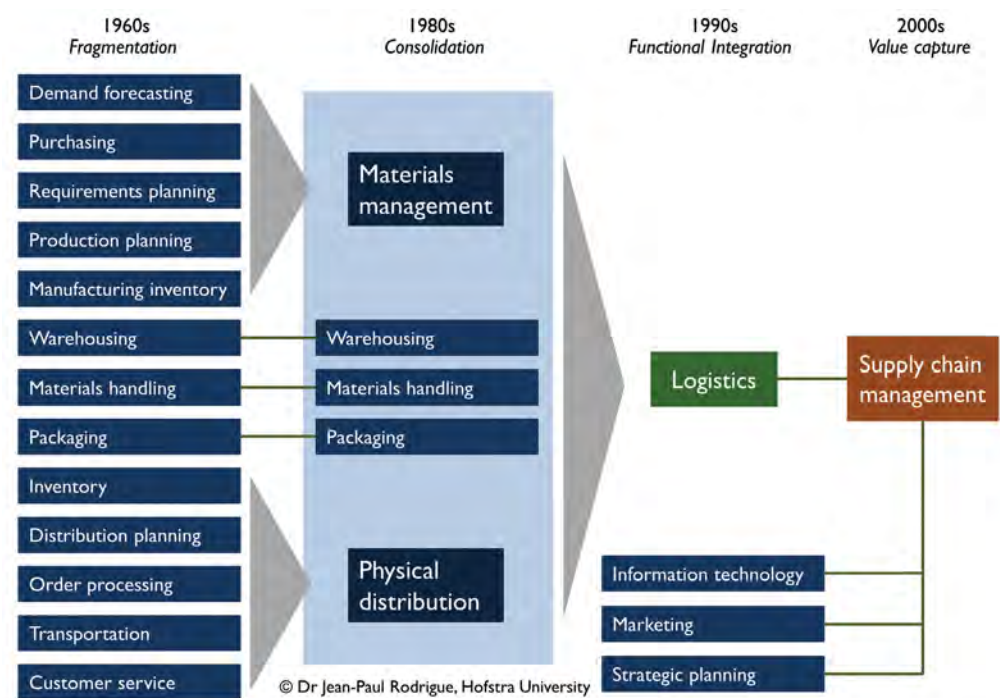 1960s
Fragmentation
1980s
Consolidation
1990s
Functional Integration
2000s
Value capture
Demand forecasting
Purchasing
Requirements planning
Production planning
Manufacturing inventory
Warehousing
Materials handling
Packaging
Inventory
Distribution planning
Order processing
Transportation
Customer service
Materials
management
Warehousing
Materials handling
Packaging
Physical
distribution
Logistics
Information technology
Marketing
Strategic planning
Supply chain
management
© Dr Jean-Paul Rodrigue, Hofstra University